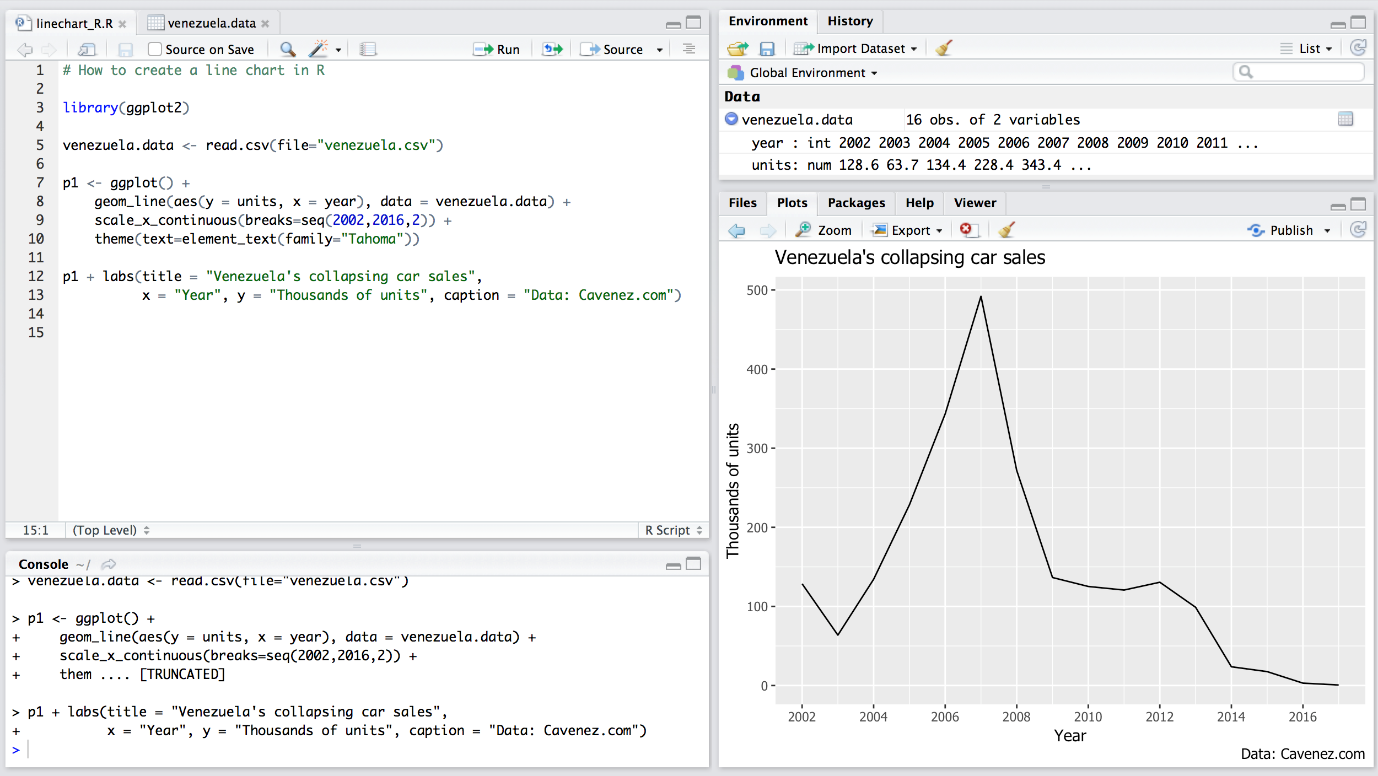 linechart_R.R
venezuela.data
Source on Save
Run
Source
1 # How to create a line chart in R
2
3 library(ggplot2)
4
5 venezuela.data <- read.csv(file="venezuela.csv")
6
7 p1 <- ggplot() +
8 geom_line(aes(y = units, x = year), data = venezuela.data) +
9 scale_x_continuous(breaks=seq(2002,2016,2)) +
10 theme(text=element_text(family="Tahoma"))
11
12 p1 + labs(title = "Venezuela's collapsing car sales",
13 x = "Year", y = "Thousands of units", caption = "Data: Cavenez.com")
14
15
15:1 (Top Level) R Script
Console ~/
> venezuela.data <- read.csv(file="venezuela.csv")
> p1 <- ggplot() +
+ geom_line(aes(y = units, x = year), data = venezuela.data) +
+ scale_x_continuous(breaks=seq(2002,2016,2)) +
+ them .... [TRUNCATED]
> p1 + labs(title = "Venezuela's collapsing car sales",
+ x = "Year", y = "Thousands of units", caption = "Data: Cavenez.com")
>
Environment History
Import Dataset List
Global Environment
Data
venezuela.data 16 obs. of 2 variables
year : int 2002 2003 2004 2005 2006 2007 2008 2009 2010 2011 ...
units: num 128.6 63.7 134.4 228.4 343.4 ...
Files Plots Packages Help Viewer
Zoom Export Publish
Venezuela's collapsing car sales
500
400
300
200
100
0
Thousands of units
2002 2004 2006 2008 2010 2012 2014 2016
Year
Data: Cavenez.com